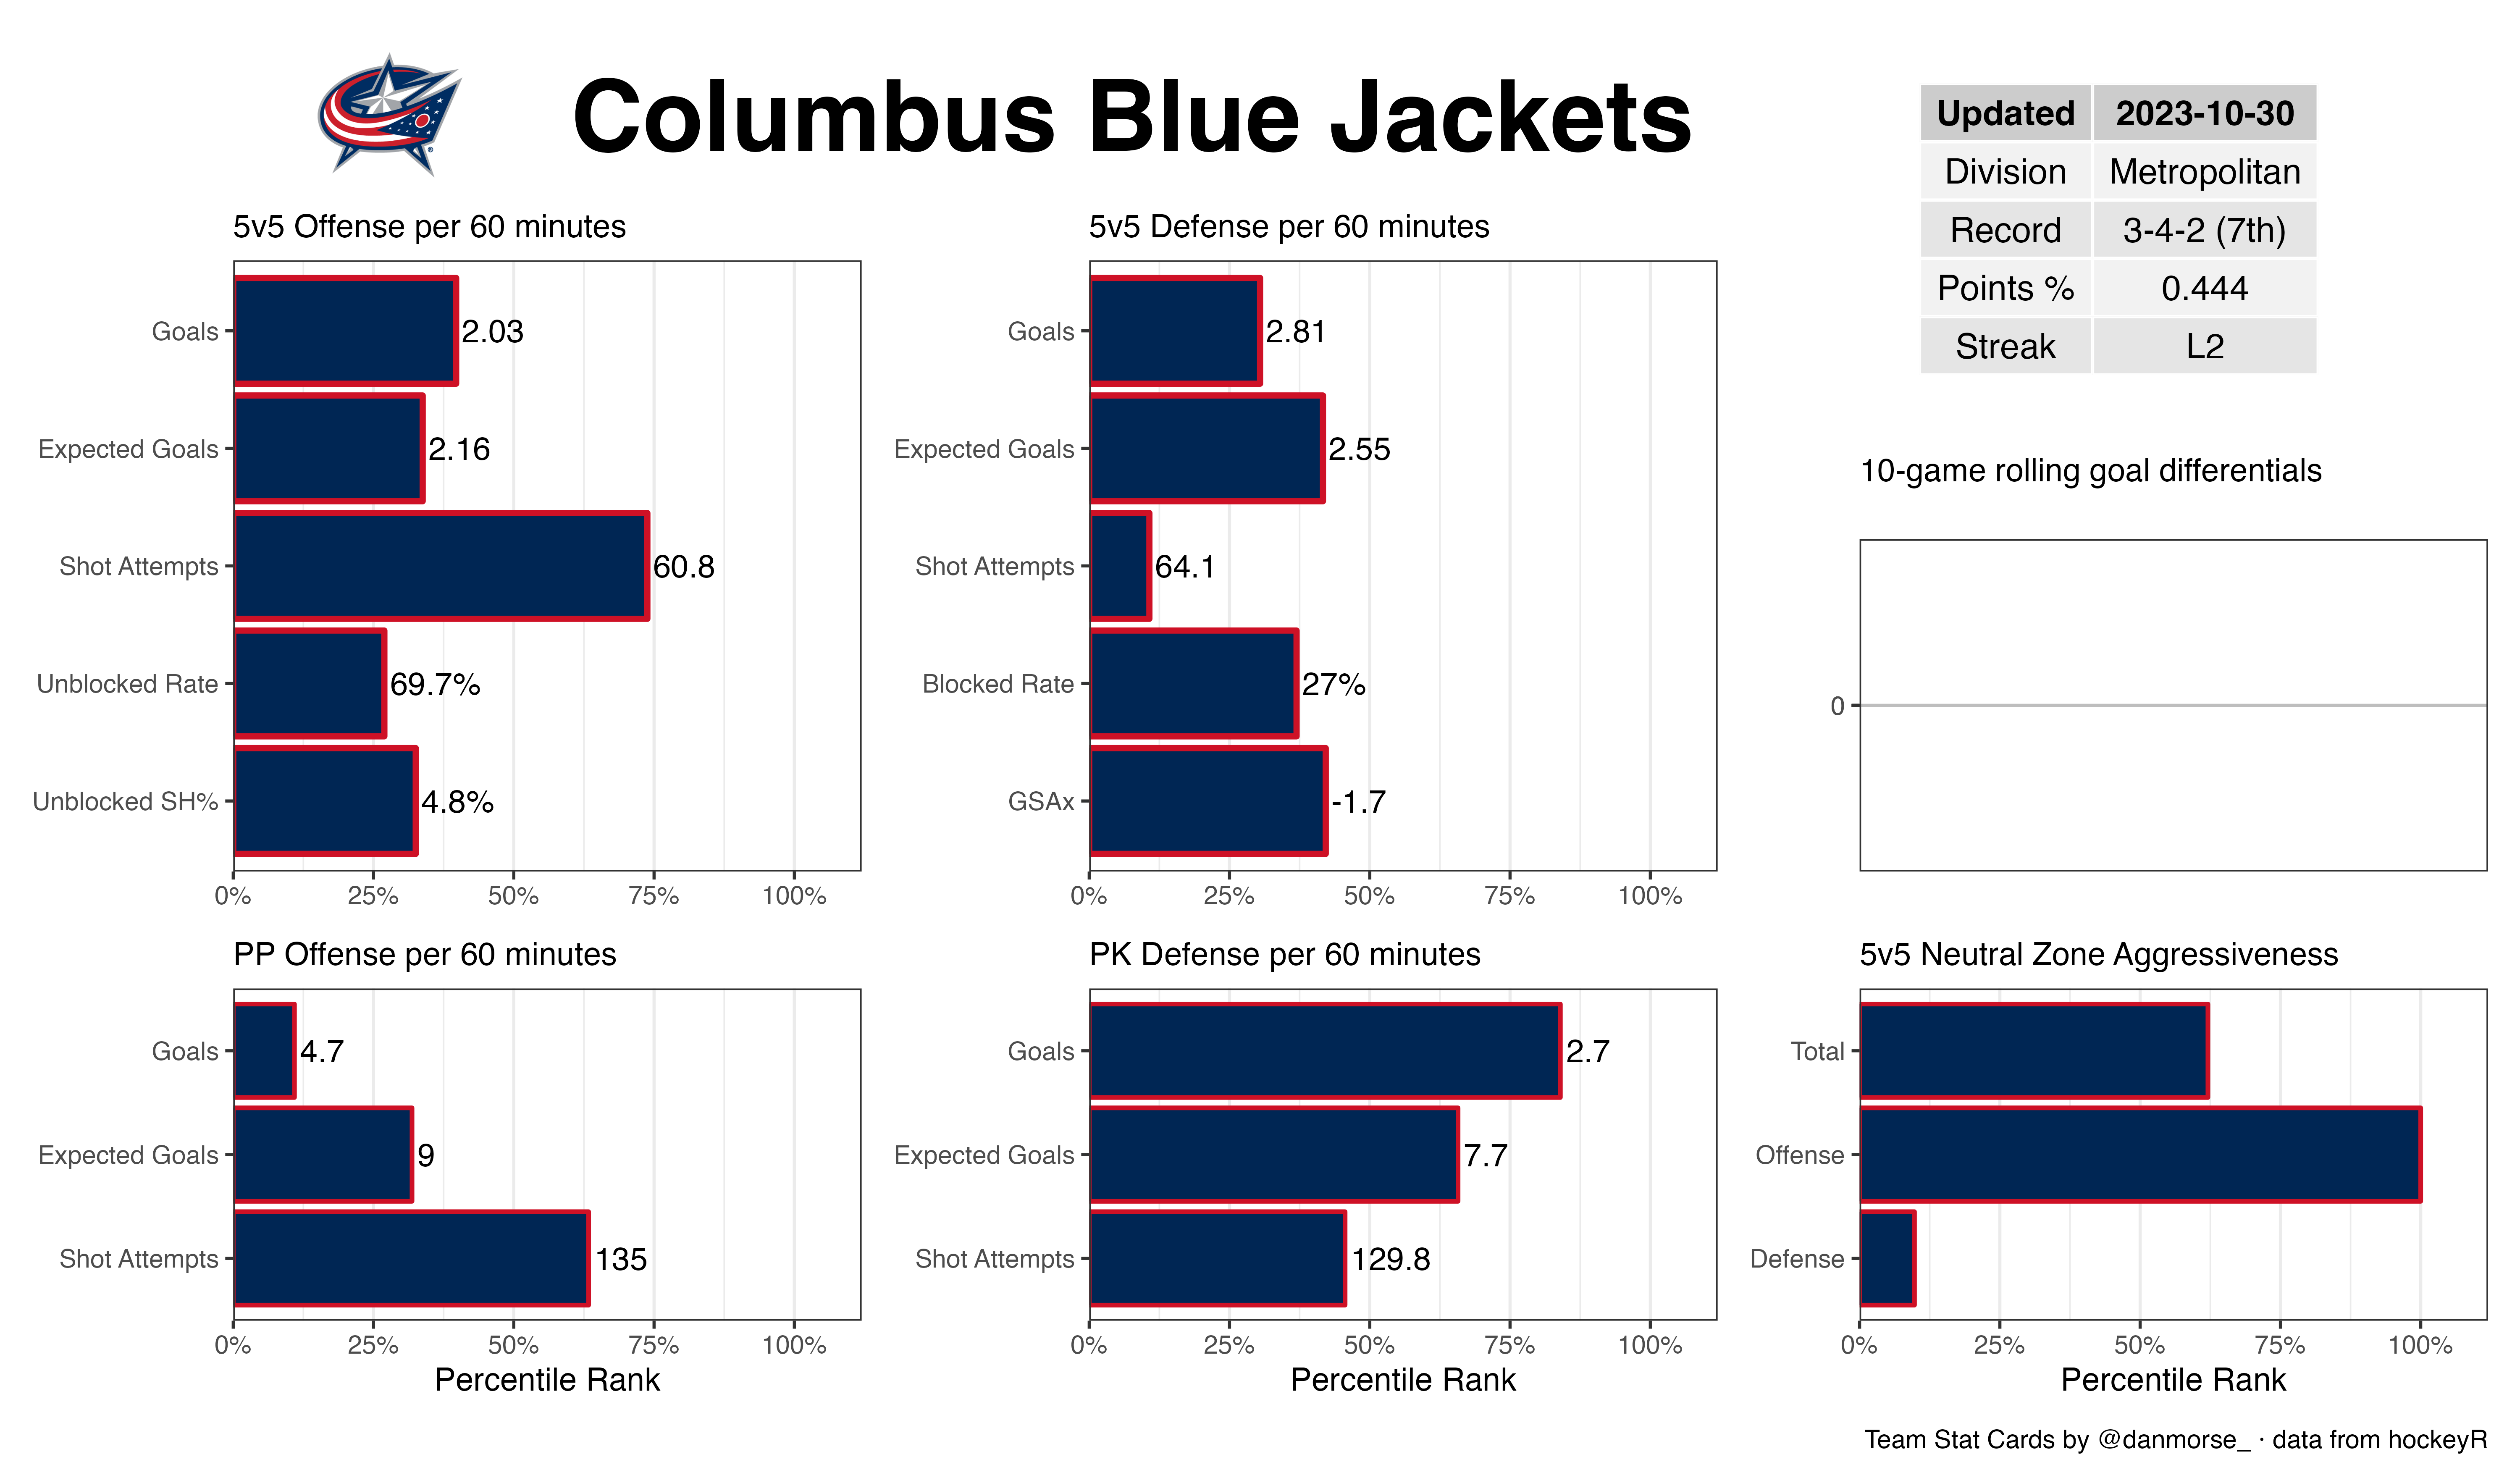 Columbus Blue Jackets
Updated 2023-10-30
Division Metropolitan
Record 3-4-2 (7th)
Points % 0.444
Streak L2
5v5 Offense per 60 minutes
Goals 2.03
Expected Goals 2.16
Shot Attempts 60.8
Unblocked Rate 69.7%
Unblocked SH% 4.8%
0% 25% 50% 75% 100%
5v5 Defense per 60 minutes
Goals 2.81
Expected Goals 2.55
Shot Attempts 64.1
Blocked Rate 27%
GSAx -1.7
0% 25% 50% 75% 100%
10-game rolling goal differentials
0
PP Offense per 60 minutes
Goals 4.7
Expected Goals 9
Shot Attempts 135
0% 25% 50% 75% 100%
Percentile Rank
PK Defense per 60 minutes
Goals 2.7
Expected Goals 7.7
Shot Attempts 129.8
0% 25% 50% 75% 100%
Percentile Rank
5v5 Neutral Zone Aggressiveness
Total
Offense
Defense
0% 25% 50% 75% 100%
Percentile Rank
Team Stat Cards by @danmorse_ · data from hockeyR